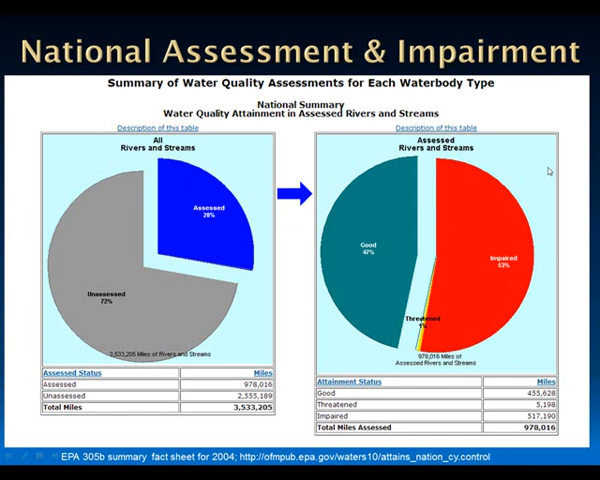 National Assessment & Impairment
Summary of Water Quality Assessments for Each Waterbody Type
National Summary
Water Quality Attainment in Assessed Rivers and Streams
Description of this table
All
Rivers and Streams
Assessed
28%
Unassessed
72%
3,533,205 Miles of Rivers and Streams
Assessed Status Miles
Assessed 978,016
Unassessed 2,555,189
Total Miles 3,533,205
Description of this table
Assessed
Rivers and Streams
Good
47%
Impaired
53%
Threatened
1%
978,016 Miles of
Assessed Rivers and Streams
Attainment Status Miles
Good 455,628
Threatened 5,198
Impaired 517,190
Total Miles Assessed 978,016
EPA 305b summary fact sheet for 2004; http://ofmpub.epa.gov/waters10/attains_nation_cy.control